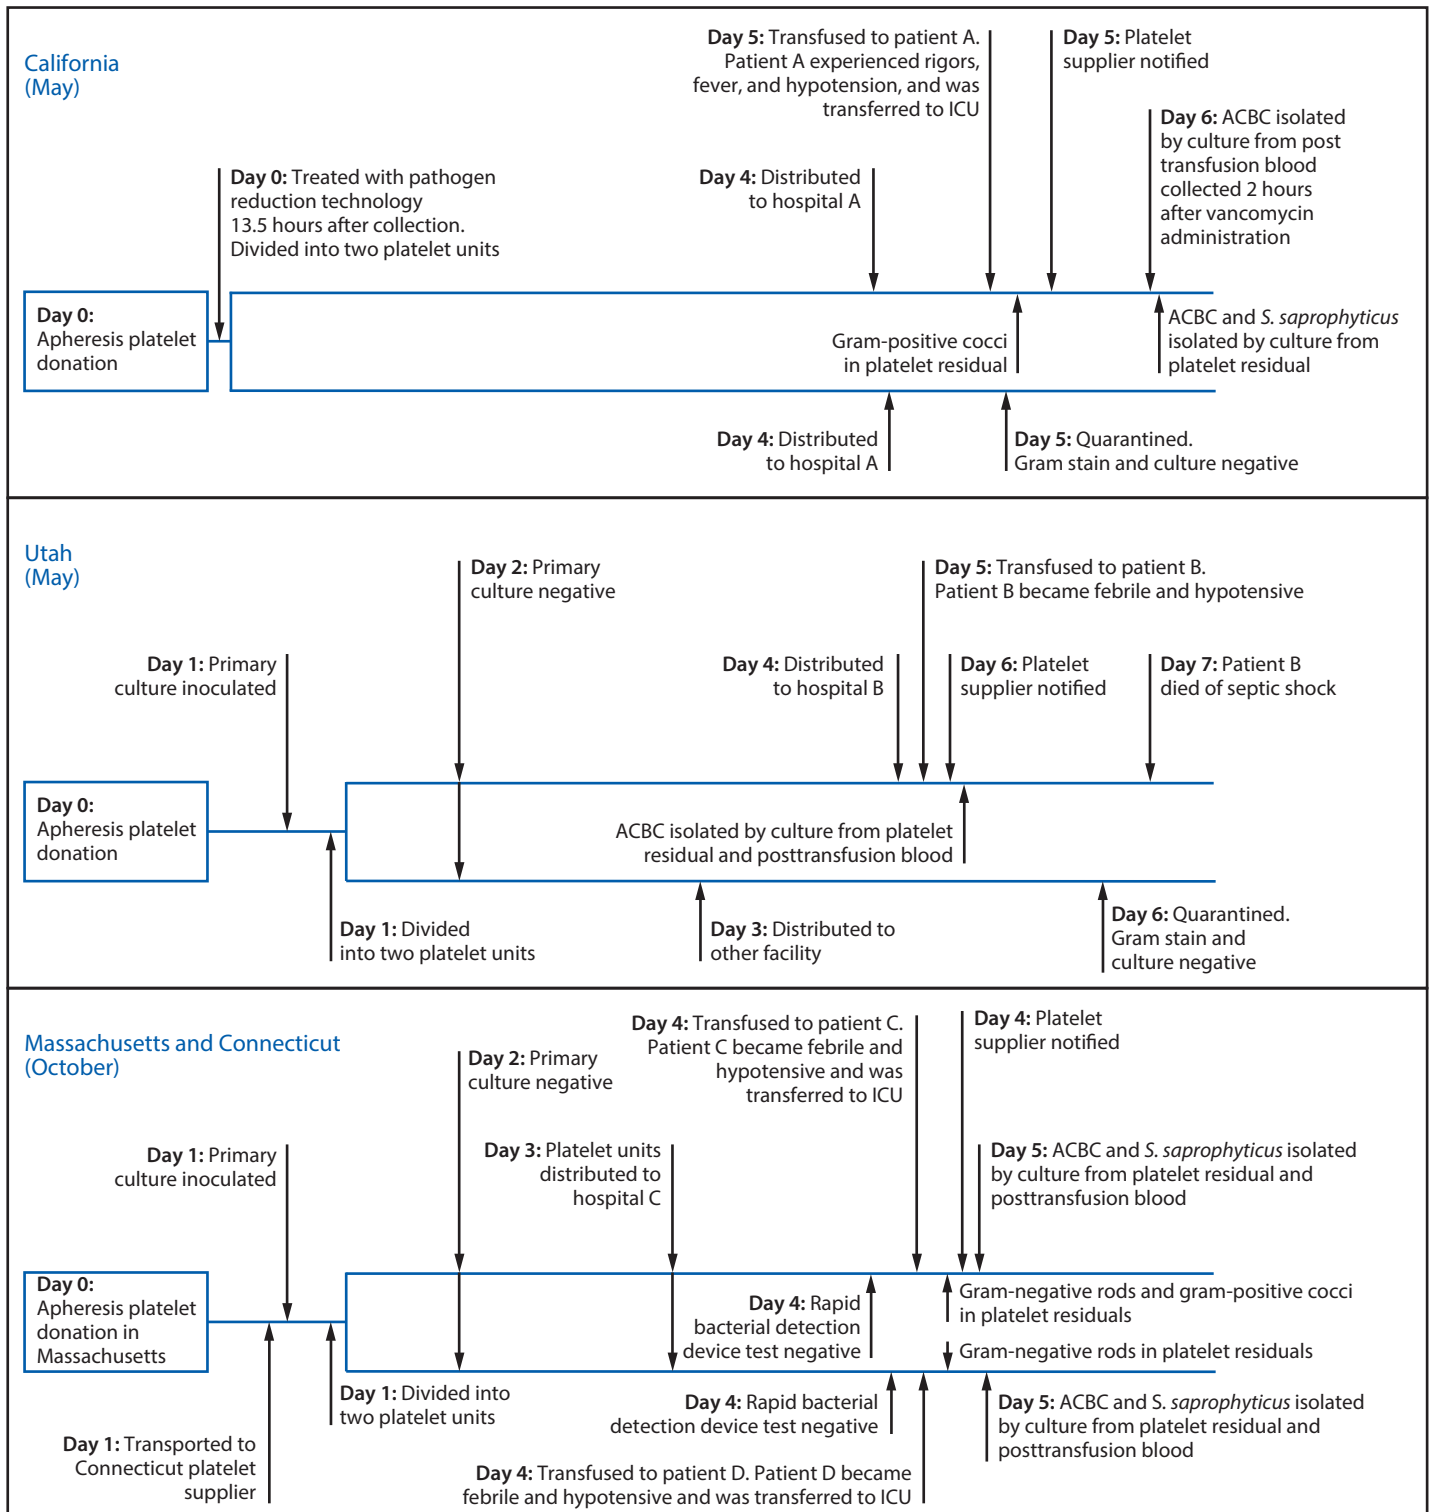 California
(May)
Day 5: Transfused to patient A.
Patient A experienced rigors,
fever, and hypotension, and was
transferred to ICU
Day 5: Platelet
supplier notified
Day 6: ACBC isolated
by culture from post
transfusion blood
collected 2 hours
after vancomycin
administration
Day 0: Treated with pathogen
reduction technology
13.5 hours after collection.
Divided into two platelet units
Day 4: Distributed
to hospital A
Day 0:
Apheresis platelet
donation
Gram-positive cocci
in platelet residual
ACBC and S. saprophyticus
isolated by culture from
platelet residual
Day 4: Distributed
to hospital A
Day 5: Quarantined.
Gram stain and culture negative
Utah
(May)
Day 2: Primary
culture negative
Day 5: Transfused to patient B.
Patient B became febrile and hypotensive
Day 1: Primary
culture inoculated
Day 4: Distributed
to hospital B
Day 6: Platelet
supplier notified
Day 7: Patient B
died of septic shock
Day 0:
Apheresis platelet
donation
ACBC isolated by culture from platelet
residual and posttransfusion blood
Day 1: Divided
into two platelet units
Day 3: Distributed to
other facility
Day 6: Quarantined.
Gram stain and
culture negative
Massachusetts and Connecticut
(October)
Day 2: Primary
culture negative
Day 4: Transfused to patient C.
Patient C became febrile and
hypotensive and was
transferred to ICU
Day 4: Platelet
supplier notified
Day 1: Primary
culture inoculated
Day 3: Platelet units
distributed to
hospital C
Day 5: ACBC and S. saprophyticus isolated
by culture from platelet residual and
posttransfusion blood
Day 0:
Apheresis platelet
donation in
Massachusetts
Day 4: Rapid
bacterial detection
device test negative
Gram-negative rods and gram-positive cocci
in platelet residuals
Gram-negative rods in platelet residuals
Day 1: Divided into
two platelet units
Day 4: Rapid bacterial
detection device test negative
Day 5: ACBC and S. saprophyticus isolated
by culture from platelet residual and
posttransfusion blood
Day 1: Transported to
Connecticut platelet
supplier
Day 4: Transfused to patient D. Patient D became
febrile and hypotensive and was transferred to ICU